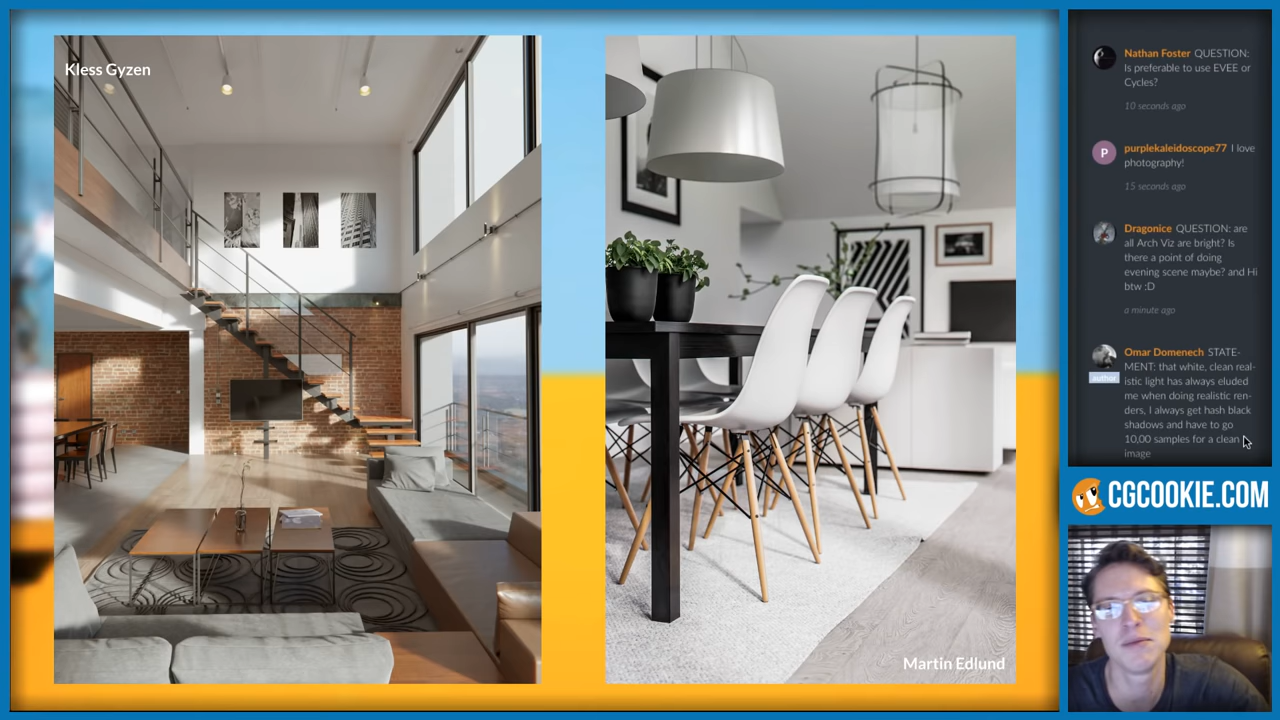 Kless Gyzen
Martin Edlund
Nathan Foster QUESTION:
Is preferable to use EVEE or
Cycles?
10 seconds ago
P
purplekaleidoscope77 I love
photography!
15 seconds ago
Dragonice QUESTION: are
all Arch Viz are bright? Is
there a point of doing
evening scene maybe? and Hi
btw :D
a minute ago
Omar Domenech STATE-
author
MENT: that white, clean real-
istic light has always eluded
me when doing realistic ren-
ders, I always get hash black
shadows and have to go
10,00 samples for a clean
image
CGCOOKIE.COM